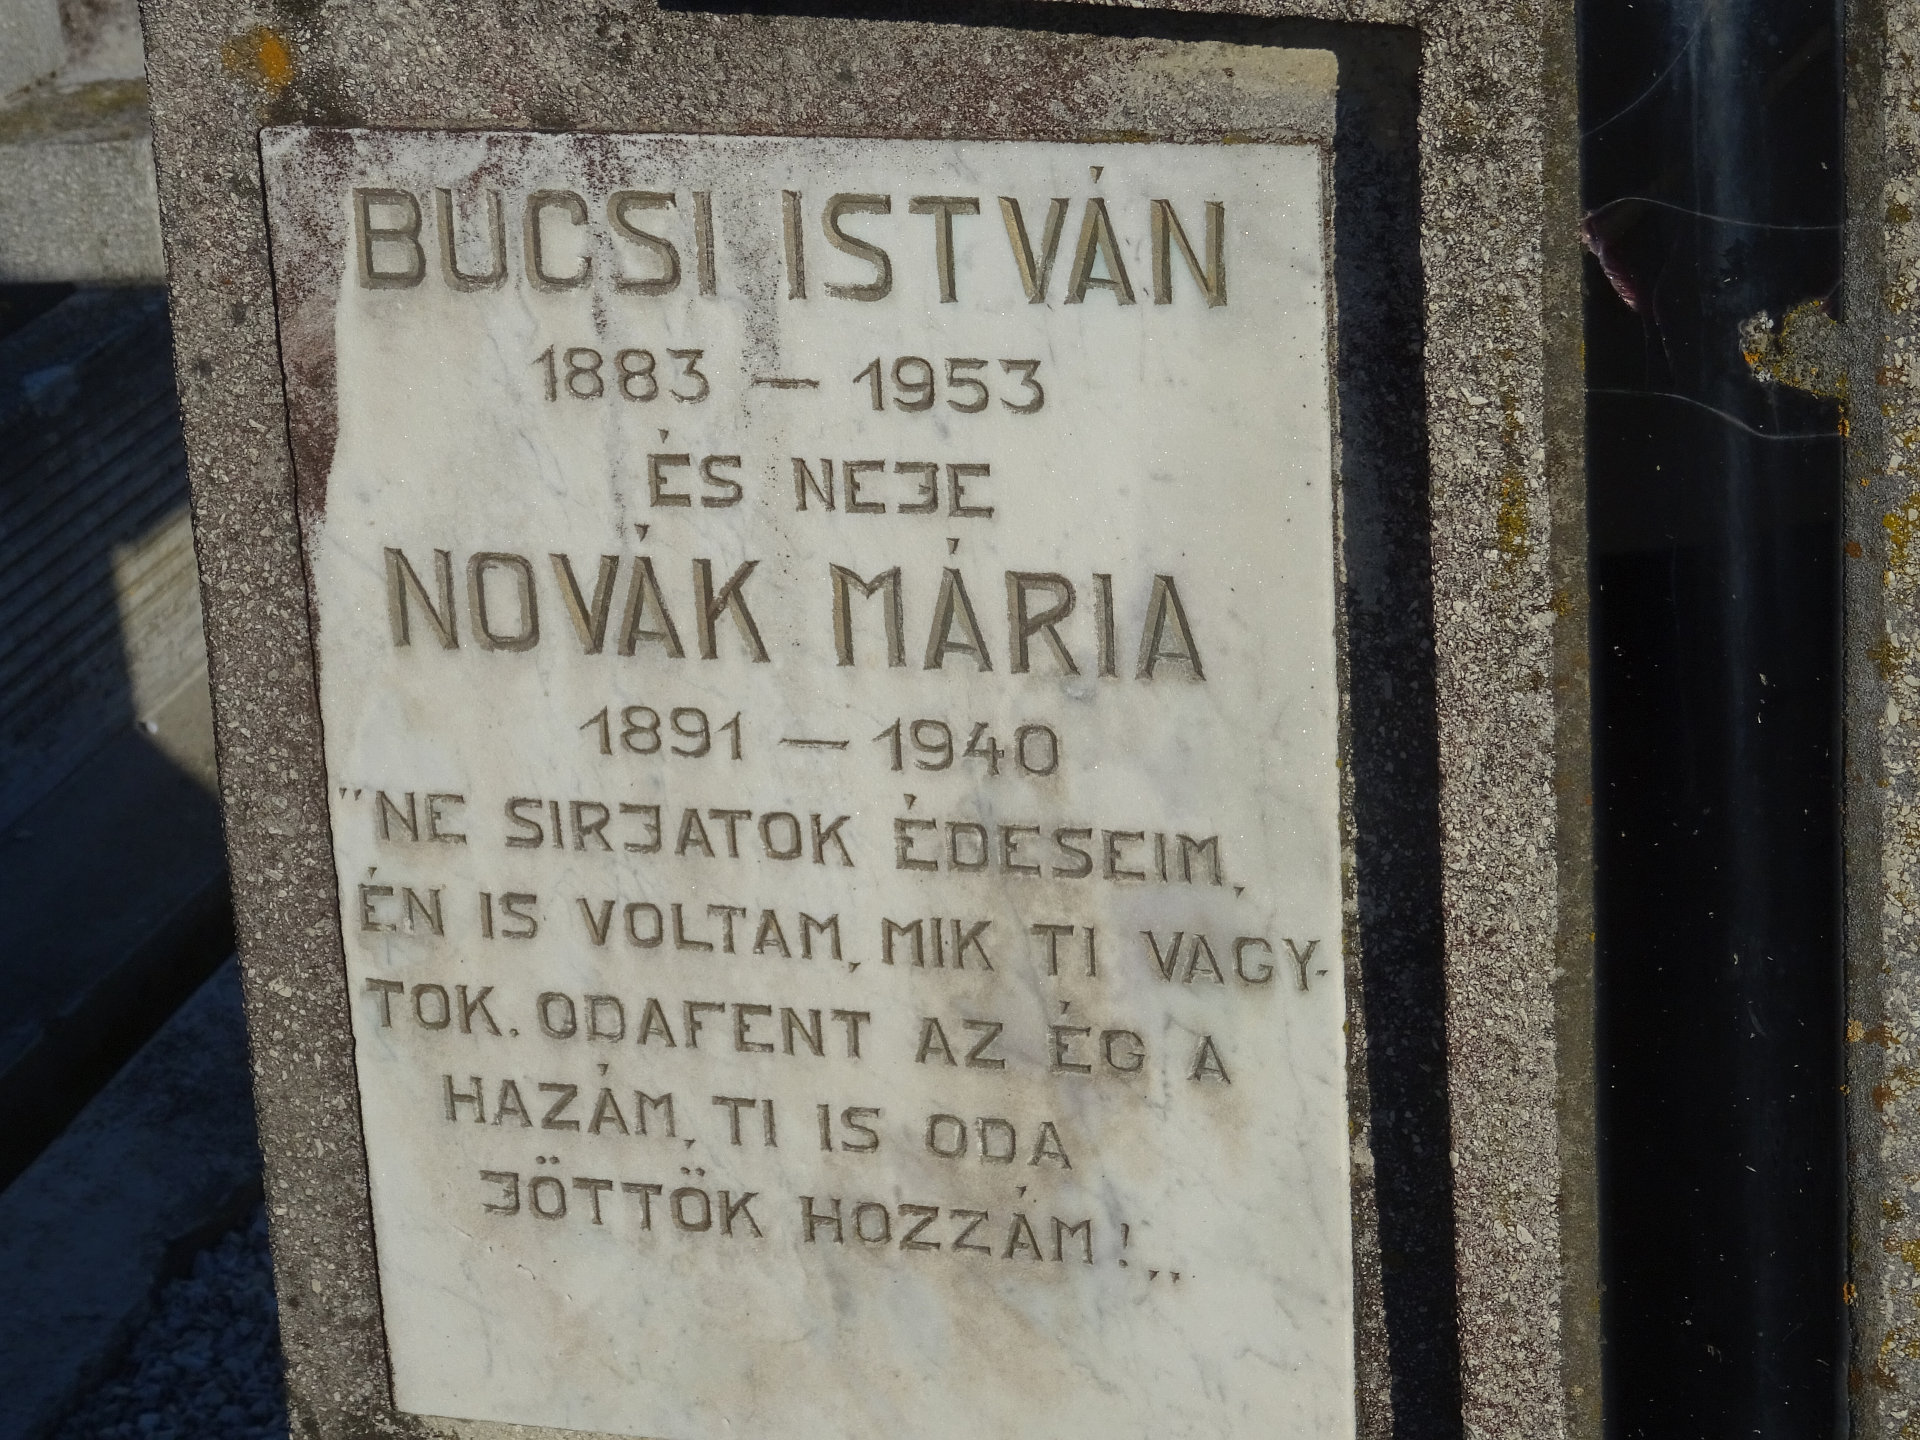 BUCSI ISTVÁN
1883 — 1953
ÉS NEJE
NOVÁK MÁRIA
1891 — 1940
"NE SIRJATOK ÉDESEIM,
ÉN IS VOLTAM, MIK TI VAGY-
TOK. ODAFENT AZ ÉG A
HAZÁM, TI IS ODA
JÖTTÖK HOZZÁM!„